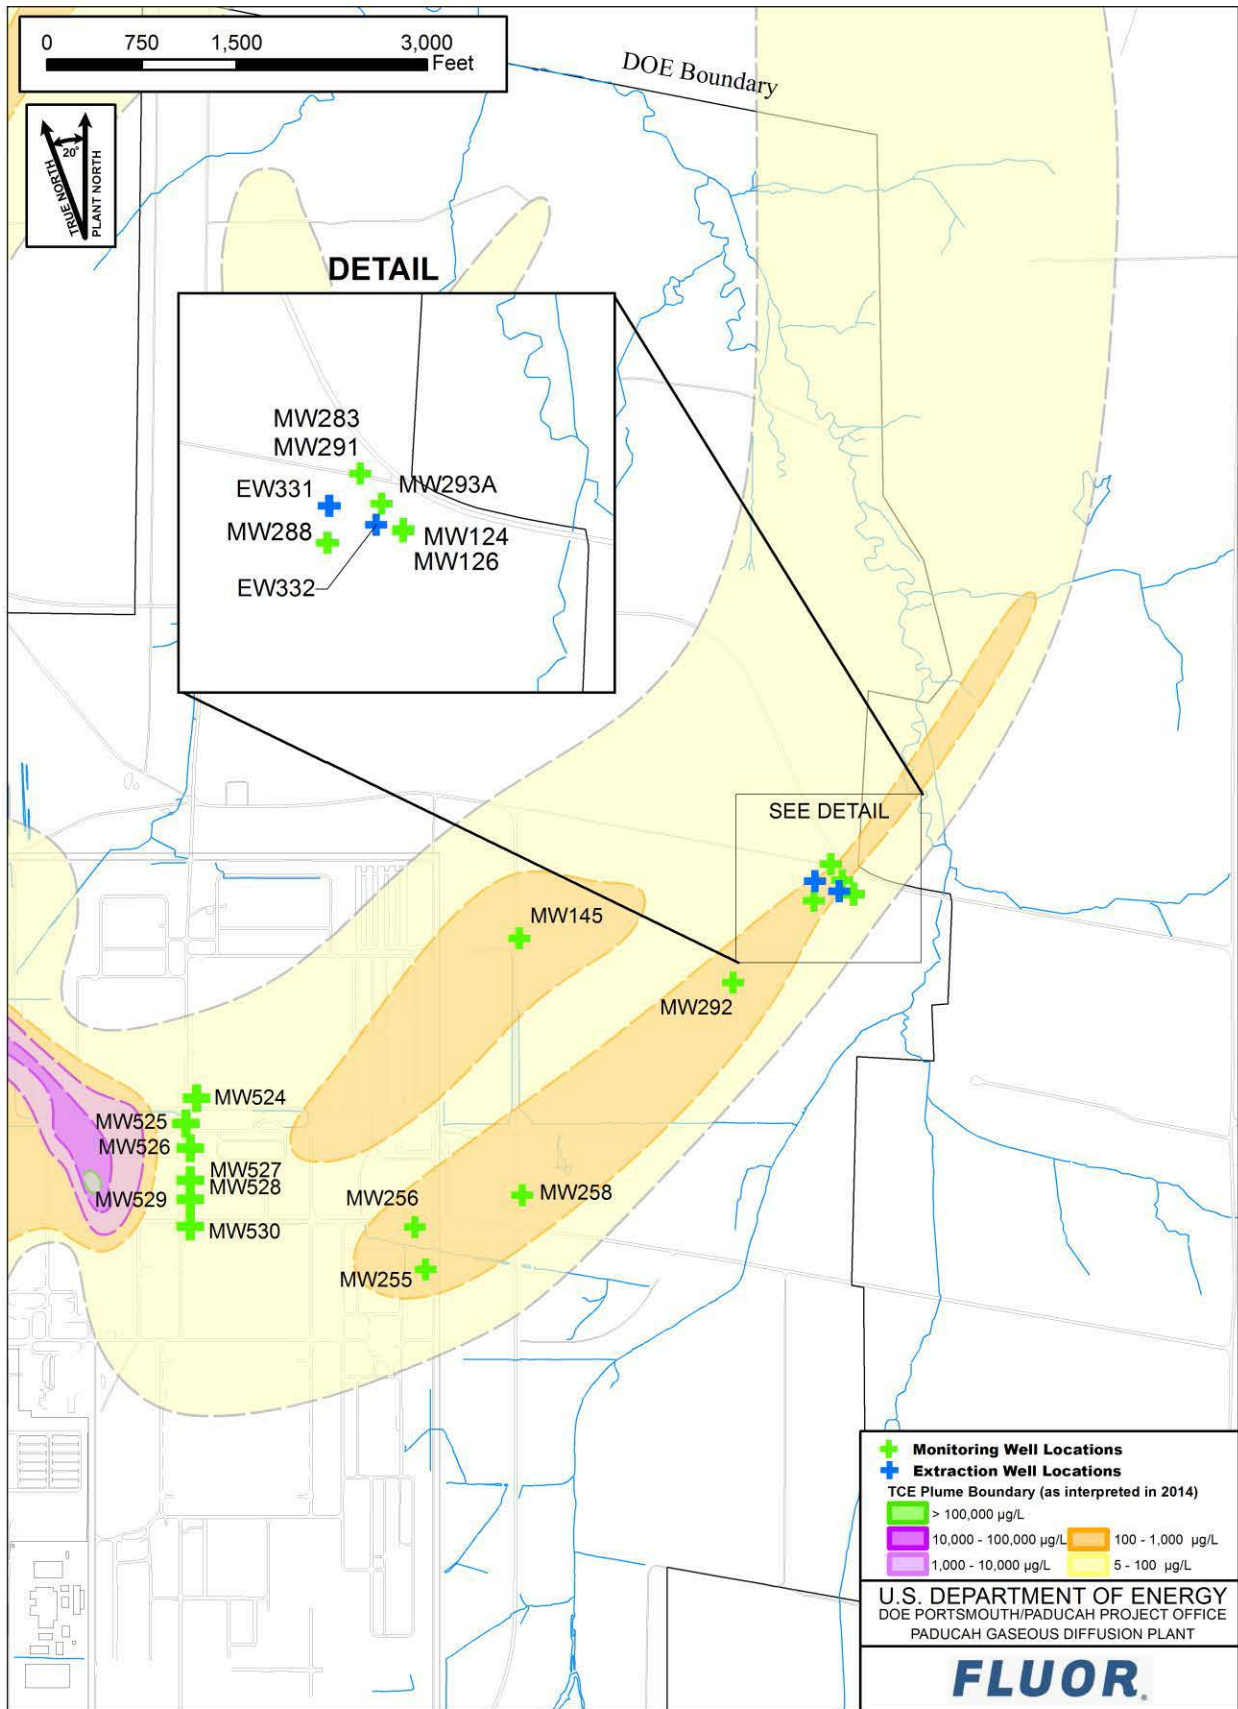 0 750 1,500 3,000
Feet
DOE Boundary
20°
TRUE NORTH
PLANT NORTH
DETAIL
MW283
MW291
MW293A
EW331
MW288
MW124
MW126
EW332
SEE DETAIL
MW145
MW292
MW524
MW525
MW526
MW527
MW528
MW529
MW530
MW256
MW258
MW255
Monitoring Well Locations
Extraction Well Locations
TCE Plume Boundary (as interpreted in 2014)
> 100,000 µg/L
10,000 - 100,000 µg/L 100 - 1,000 µg/L
1,000 - 10,000 µg/L 5 - 100 µg/L
U.S. DEPARTMENT OF ENERGY
DOE PORTSMOUTH/PADUCAH PROJECT OFFICE
PADUCAH GASEOUS DIFFUSION PLANT
FLUOR®